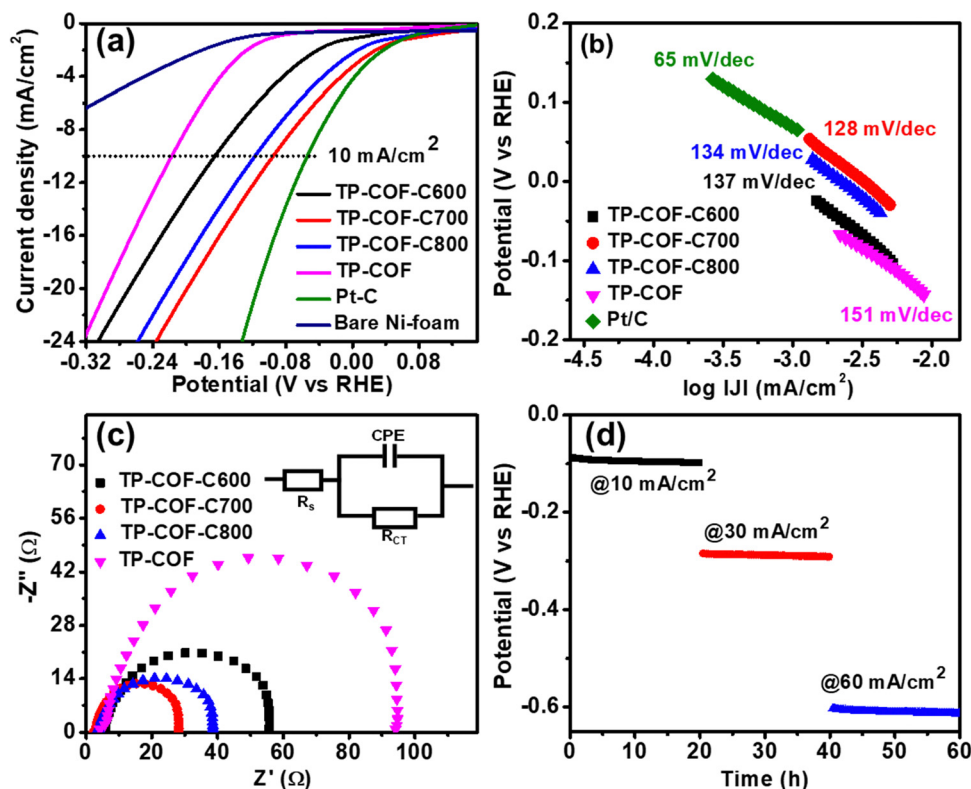 (a)
Current density (mA/cm²)
0
-4
-8
-12
-16
-20
-24
10 mA/cm²
TP-COF-C600
TP-COF-C700
TP-COF-C800
TP-COF
Pt-C
Bare Ni-foam
-0.32 -0.24 -0.16 -0.08 0.00 0.08
Potential (V vs RHE)
(b)
Potential (V vs RHE)
0.2
0.1
0.0
-0.1
-0.2
65 mV/dec
128 mV/dec
134 mV/dec
137 mV/dec
151 mV/dec
TP-COF-C600
TP-COF-C700
TP-COF-C800
TP-COF
Pt/C
-4.5 -4.0 -3.5 -3.0 -2.5 -2.0
log IJI (mA/cm²)
(c)
-Z" (Ω)
70
56
42
28
14
0
TP-COF-C600
TP-COF-C700
TP-COF-C800
TP-COF
CPE
Rs
RCT
0 20 40 60 80 100
Z' (Ω)
(d)
Potential (V vs RHE)
0.0
-0.2
-0.4
-0.6
@10 mA/cm²
@30 mA/cm²
@60 mA/cm²
0 10 20 30 40 50 60
Time (h)